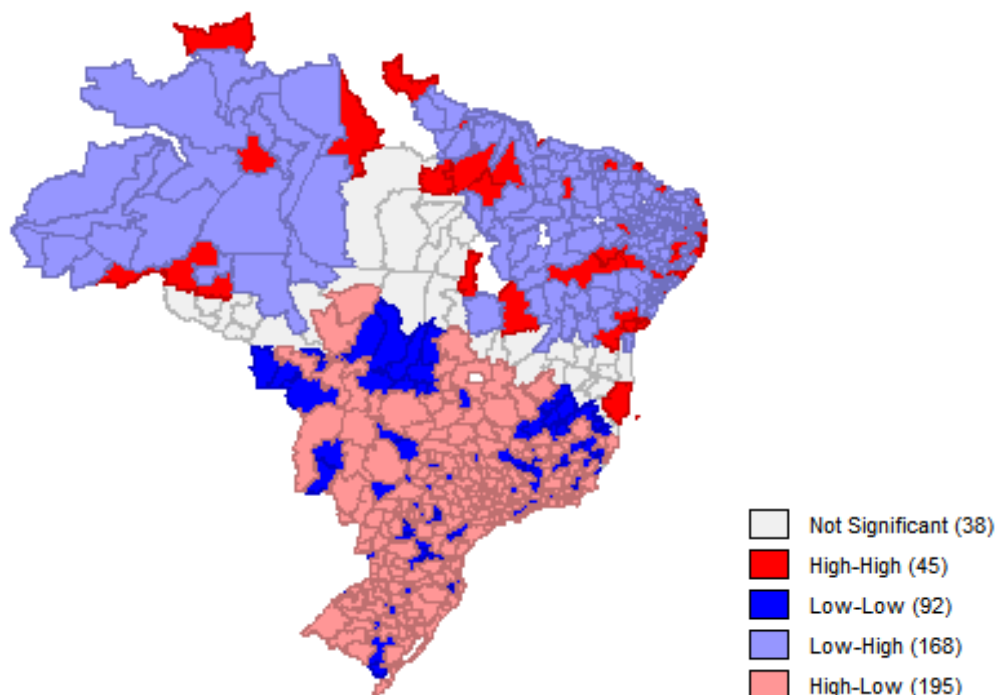 Not Significant (38)
High-High (45)
Low-Low (92)
Low-High (168)
High-Low (195)